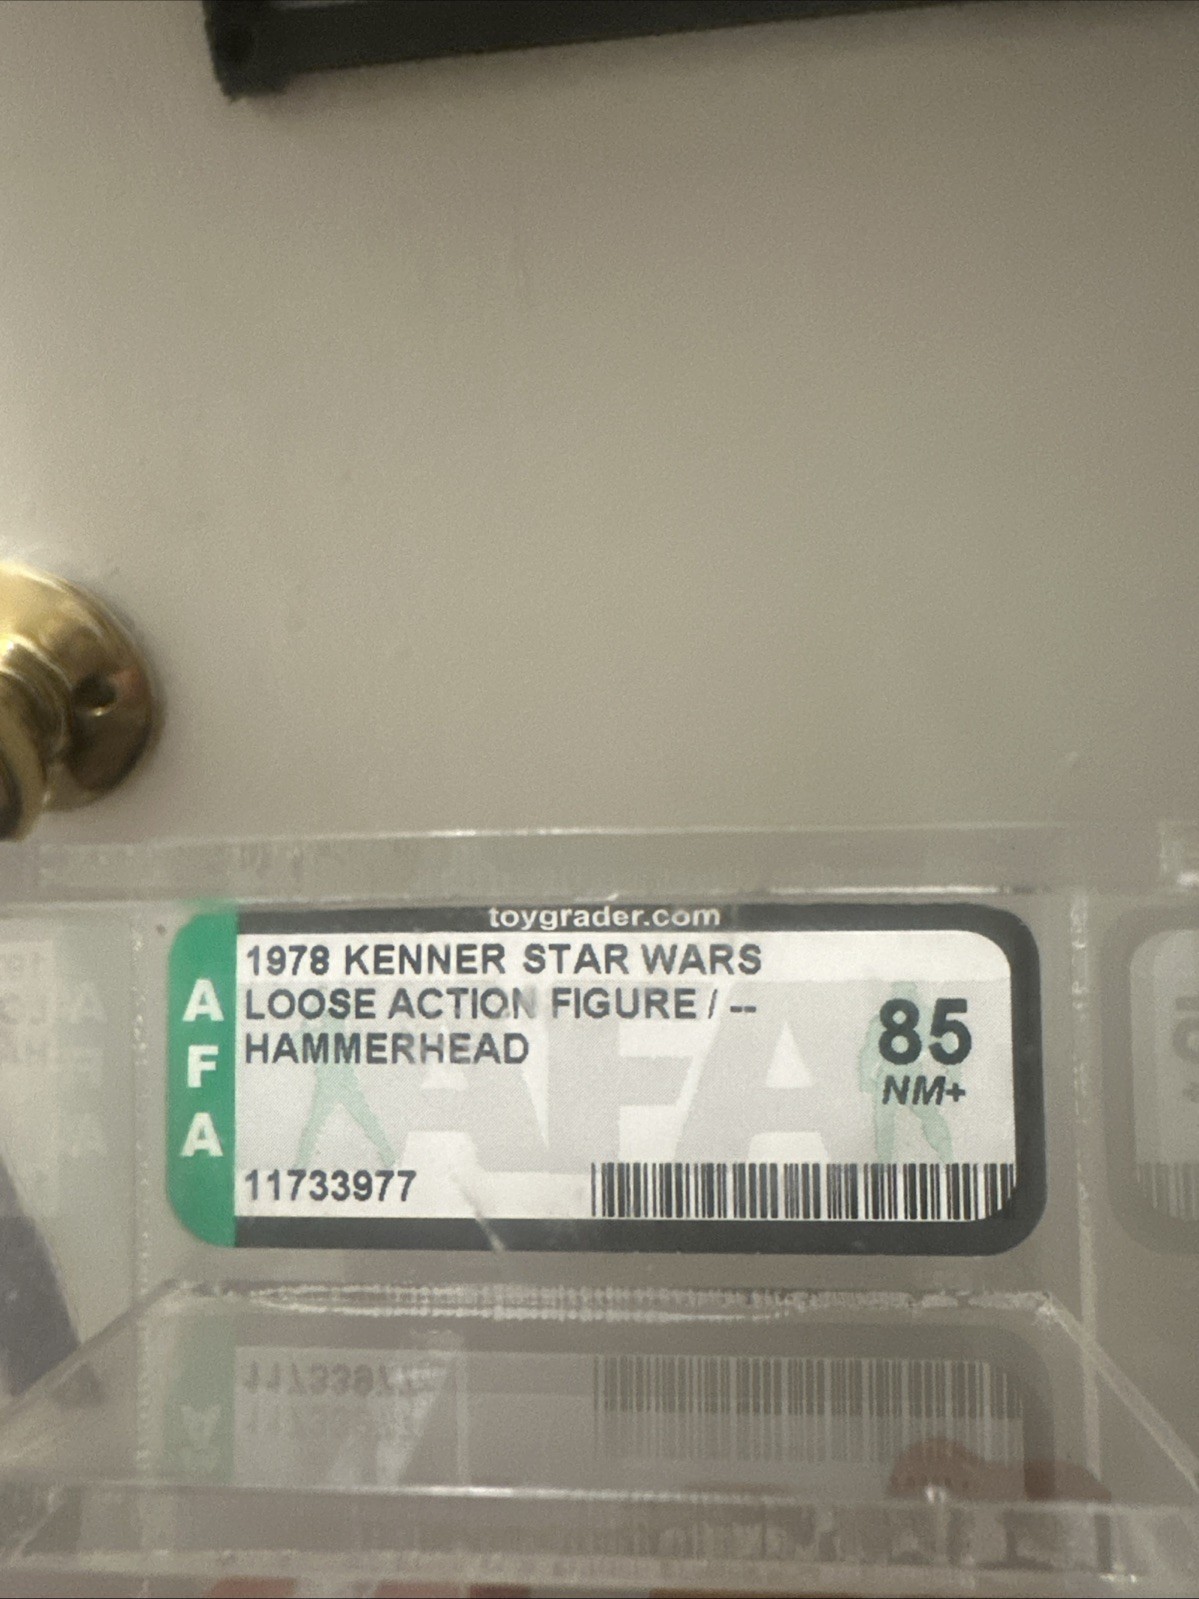 toygrader.com
AFA
1978 KENNER STAR WARS
LOOSE ACTION FIGURE / --
HAMMERHEAD
85
NM+
11733977